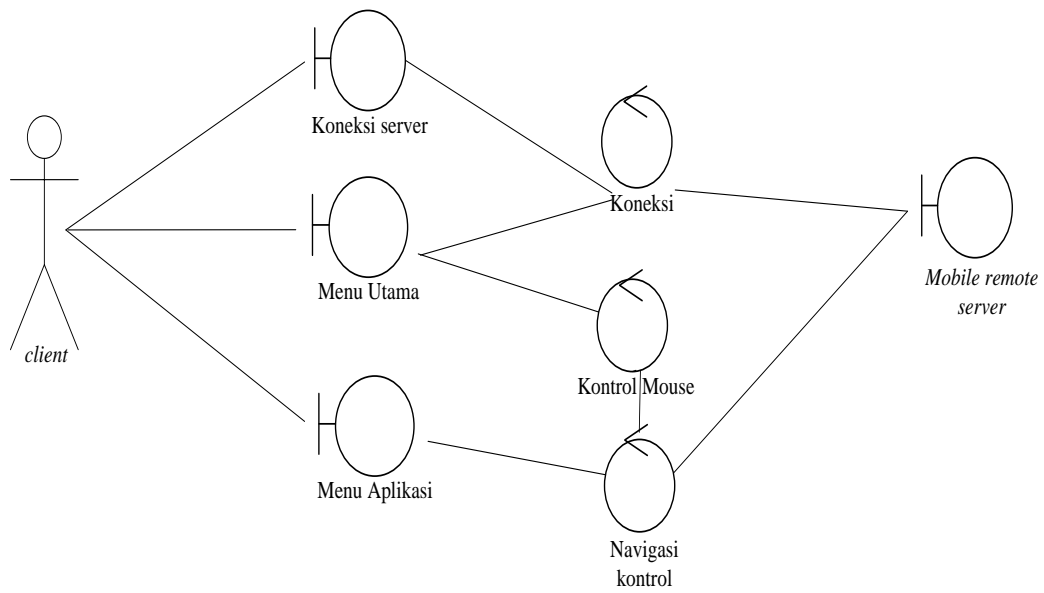 Koneksi server
Koneksi
Menu Utama
Mobile remote
server
client
Kontrol Mouse
Menu Aplikasi
Navigasi
kontrol